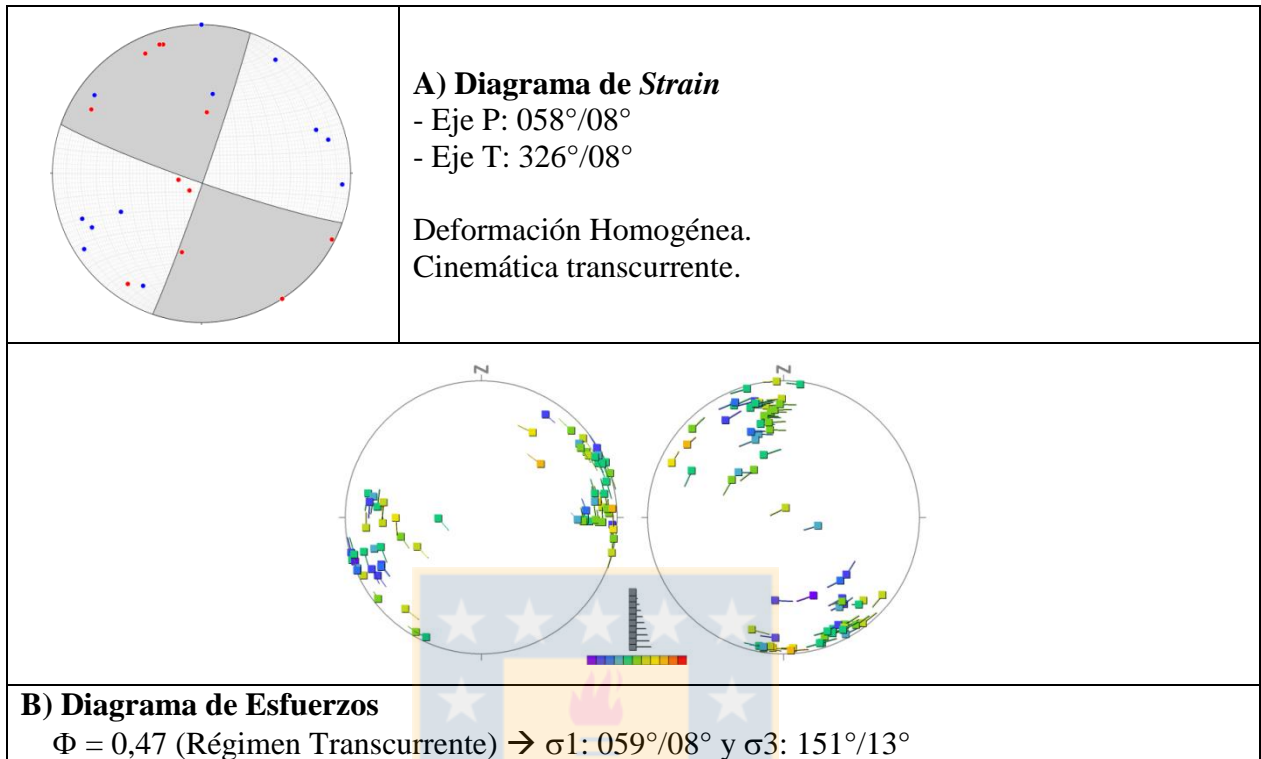 A) Diagrama de Strain
- Eje P: 058°/08°
- Eje T: 326°/08°
Deformación Homogénea.
Cinemática transcurrente.
N
N
B) Diagrama de Esfuerzos
Φ = 0,47 (Régimen Transcurrente) → σ1: 059°/08° y σ3: 151°/13°